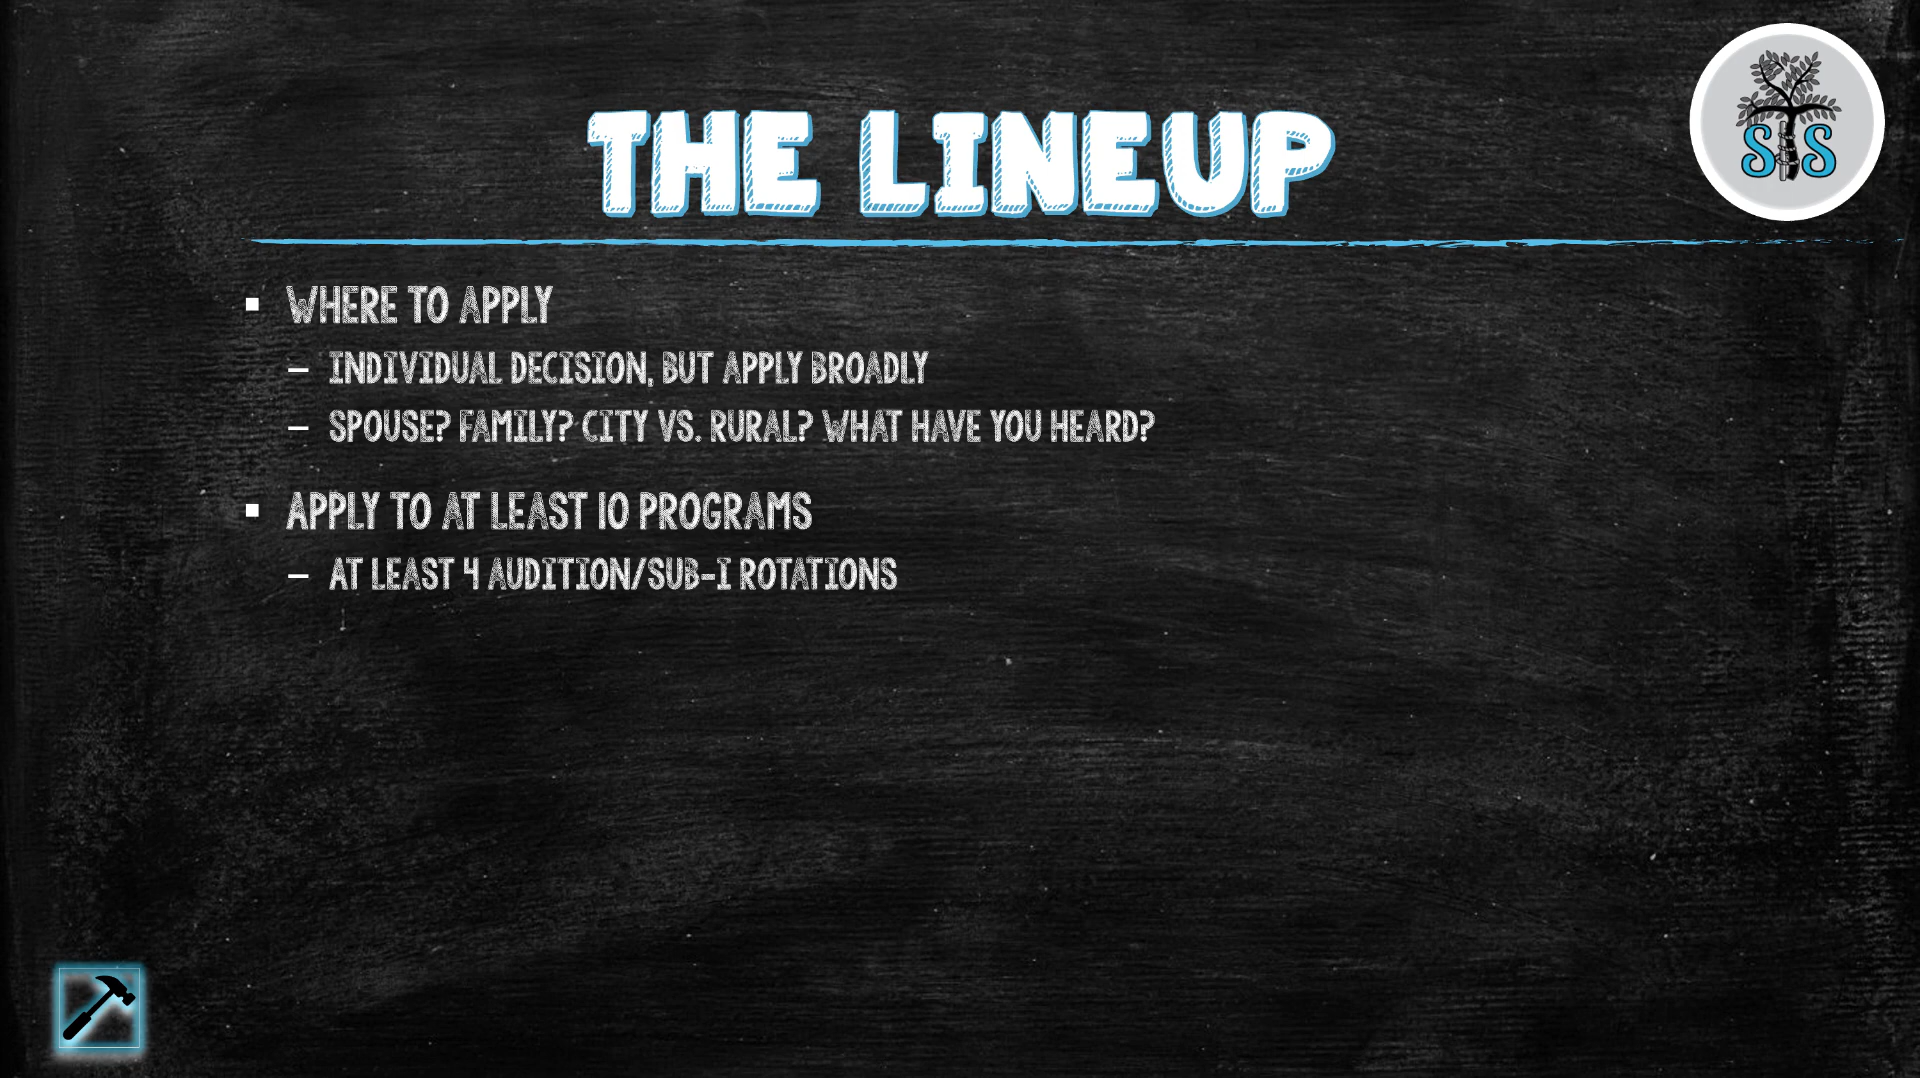 THE LINEUP
SIS
▪ WHERE TO APPLY
– INDIVIDUAL DECISION, BUT APPLY BROADLY
– SPOUSE? FAMILY? CITY VS. RURAL? WHAT HAVE YOU HEARD?
▪ APPLY TO AT LEAST 10 PROGRAMS
– AT LEAST 4 AUDITION/SUB-I ROTATIONS